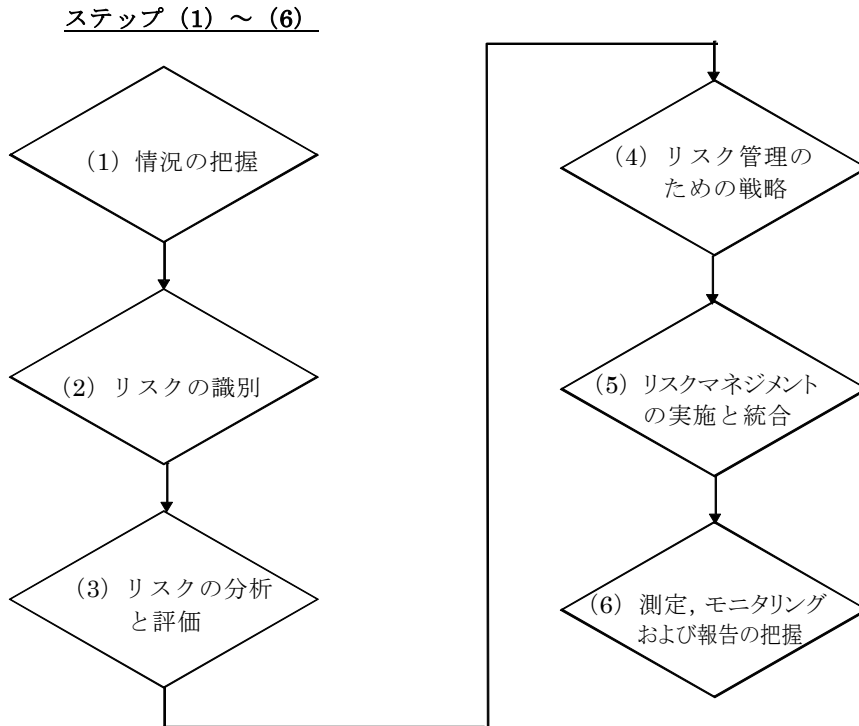 ステップ（1）～（6）
（1）情況の把握
（2）リスクの識別
（3）リスクの分析
と評価
（4）リスク管理の
ための戦略
（5）リスクマネジメント
の実施と統合
（6）測定，モニタリング
および報告の把握